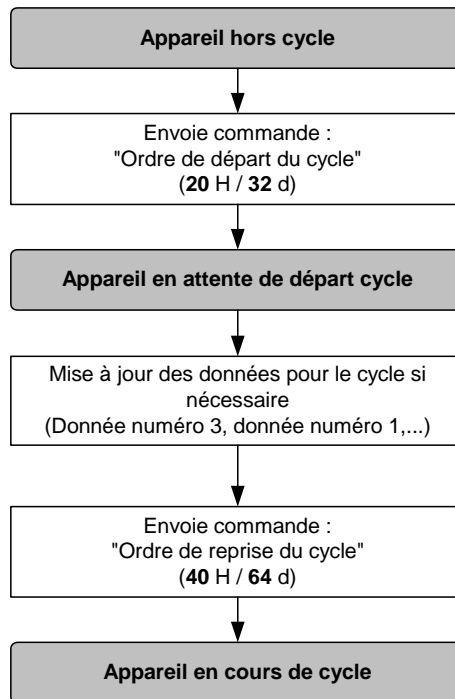 Appareil hors cycle
Envoie commande :
"Ordre de départ du cycle"
(20 H / 32 d)
Appareil en attente de départ cycle
Mise à jour des données pour le cycle si
nécessaire
(Donnée numéro 3, donnée numéro 1,...)
Envoie commande :
"Ordre de reprise du cycle"
(40 H / 64 d)
Appareil en cours de cycle